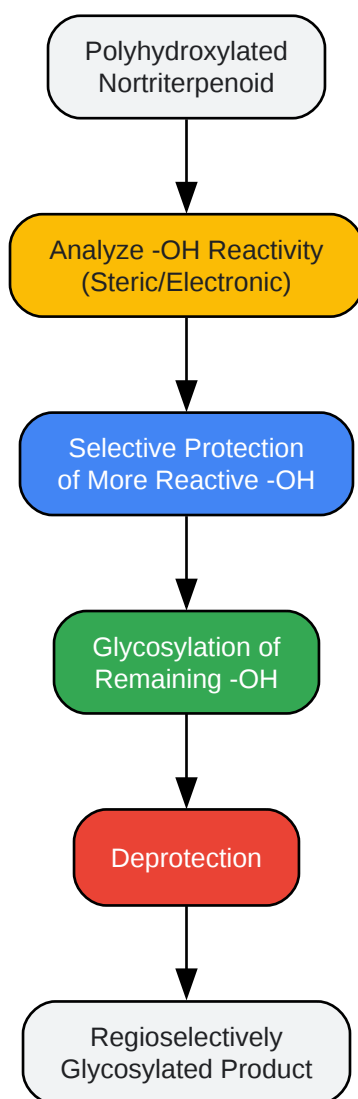 Polyhydroxylated
Nortriterpenoid
Analyze -OH Reactivity
(Steric/Electronic)
Selective Protection
of More Reactive -OH
Glycosylation of
Remaining -OH
Deprotection
Regioselectively
Glycosylated Product